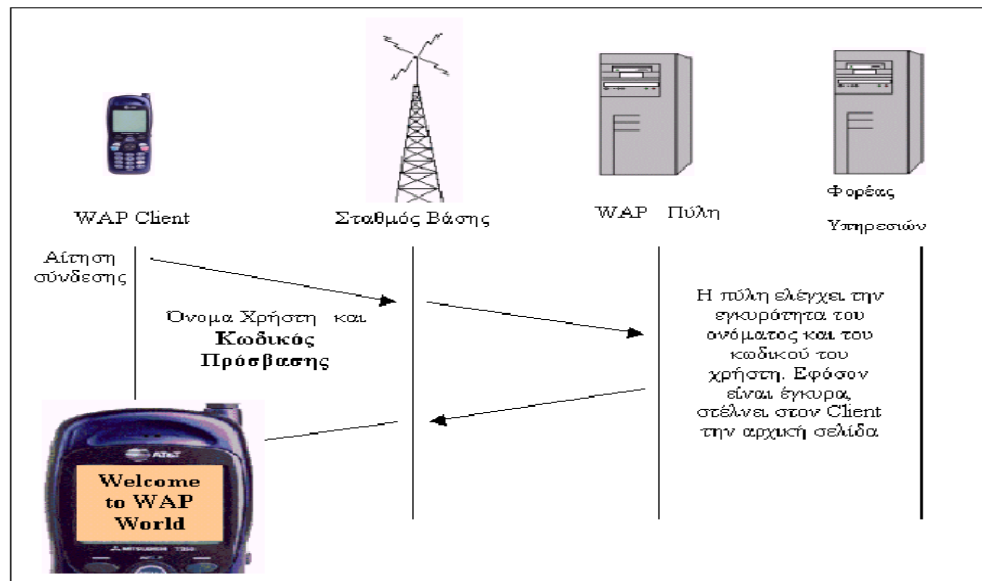 WAP Client
Σταθμός Βάσης
WAP Πύλη
Φορέας
Υπηρεσιών
Αίτηση
σύνδεσης
Όνομα Χρήστη και
Κωδικός
Πρόσβασης
Η πύλη ελέγχει την
εγκυρότητα του
ονόματος και του
κωδικού του
χρήστη. Εφόσον
είναι έγκυρα,
στέλνει στον Client
την αρχική σελίδα
AT&T
Welcome
to WAP
World
MITSUBISHI